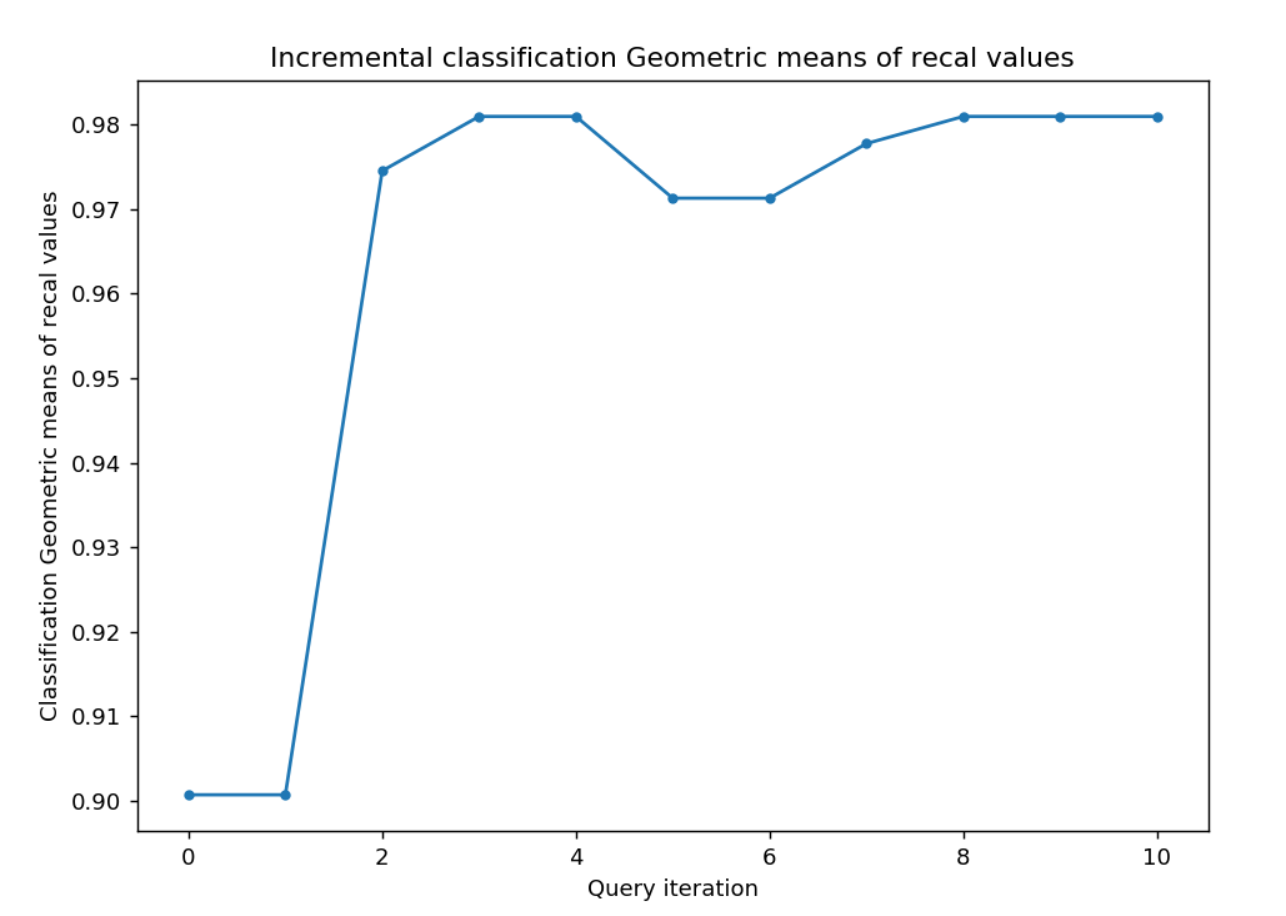 Incremental classification Geometric means of recal values
Classification Geometric means of recal values
0.98
0.97
0.96
0.95
0.94
0.93
0.92
0.91
0.90
0 2 4 6 8 10
Query iteration